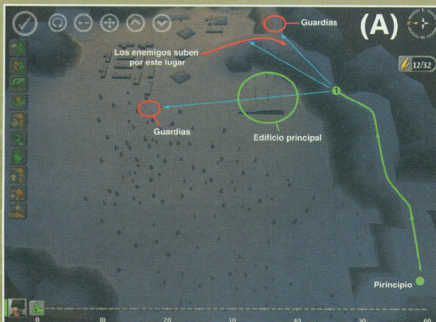 Guardias
(A)
Los enemigos suben
por este lugar
12/32
1
Guardias
Edificio principal
Pirincipio
0 10 20 30 40 50 60